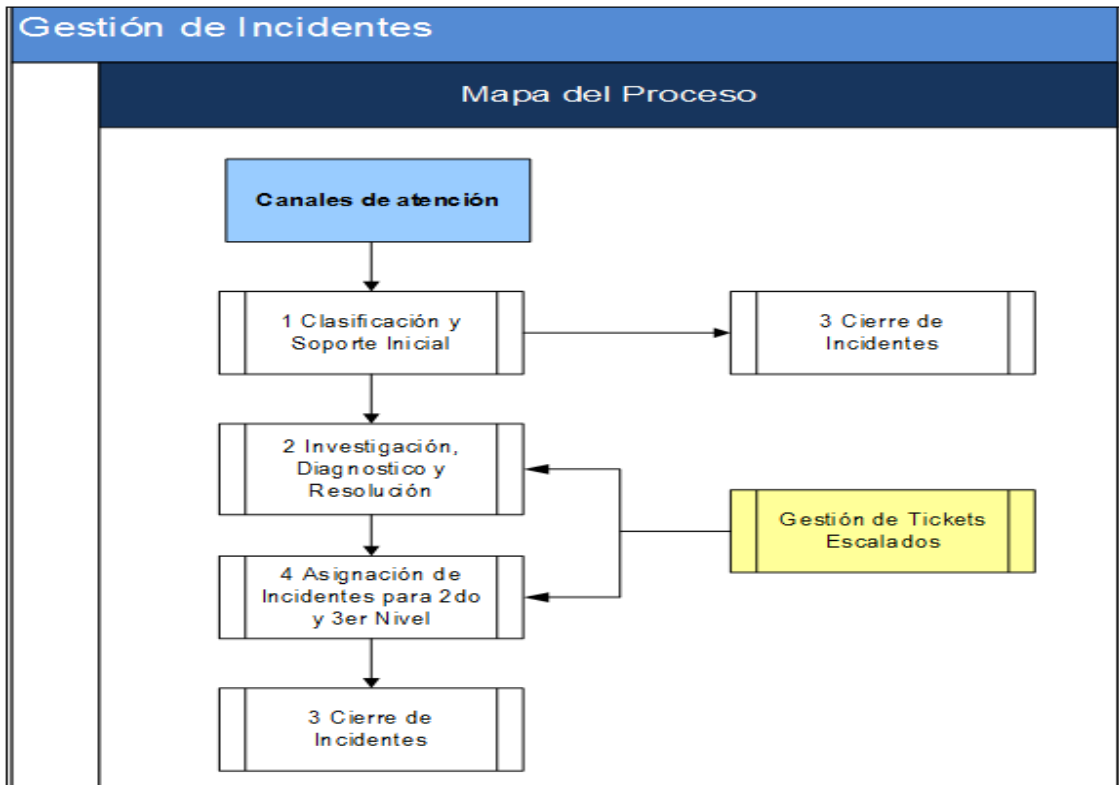 Gestión de Incidentes
Mapa del Proceso
Canales de atención
1 Clasificación y
Soporte Inicial
3 Cierre de
Incidentes
2 Investigación,
Diagnostico y
Resolución
Gestión de Tickets
Escalados
4 Asignación de
Incidentes para 2do
y 3er Nivel
3 Cierre de
Incidentes